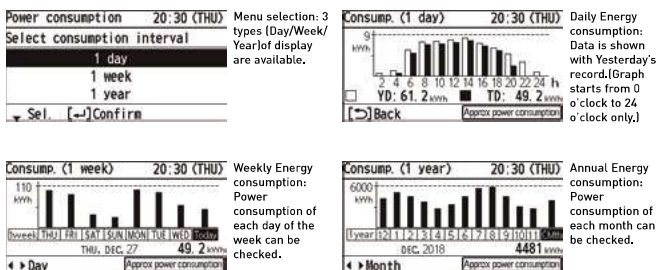 Power consumption 20:30 (THU)
Select consumption interval
1 day
1 week
1 year
Sel. [↵]Confirm
Menu selection: 3
types (Day/Week/
Year)of display
are available.
Consump. (1 day) 20:30 (THU)
9
kWh
2 4 6 8 10 12 14 16 18 20 22 24 h
YD: 61. 2 kWh TD: 49. 2 kWh
[⮌]Back Approx power consumption
Daily Energy
consumption:
Data is shown
with Yesterday's
record.(Graph
starts from 0
o'clock to 24
o'clock only.)
Consump. (1 week) 20:30 (THU)
110
kWh
1week THU FRI SAT SUN MON TUE WED Today
THU, DEC, 27 49. 2 kWh
Day Approx power consumption
Weekly Energy
consumption:
Power
consumption of
each day of the
week can be
checked.
Consump. (1 year) 20:30 (THU)
6000
kWh
1year 12 1 2 3 4 5 6 7 8 9 10 11
DEC, 2018 4481 kWh
Month Approx power consumption
Annual Energy
consumption:
Power
consumption of
each month can
be checked.